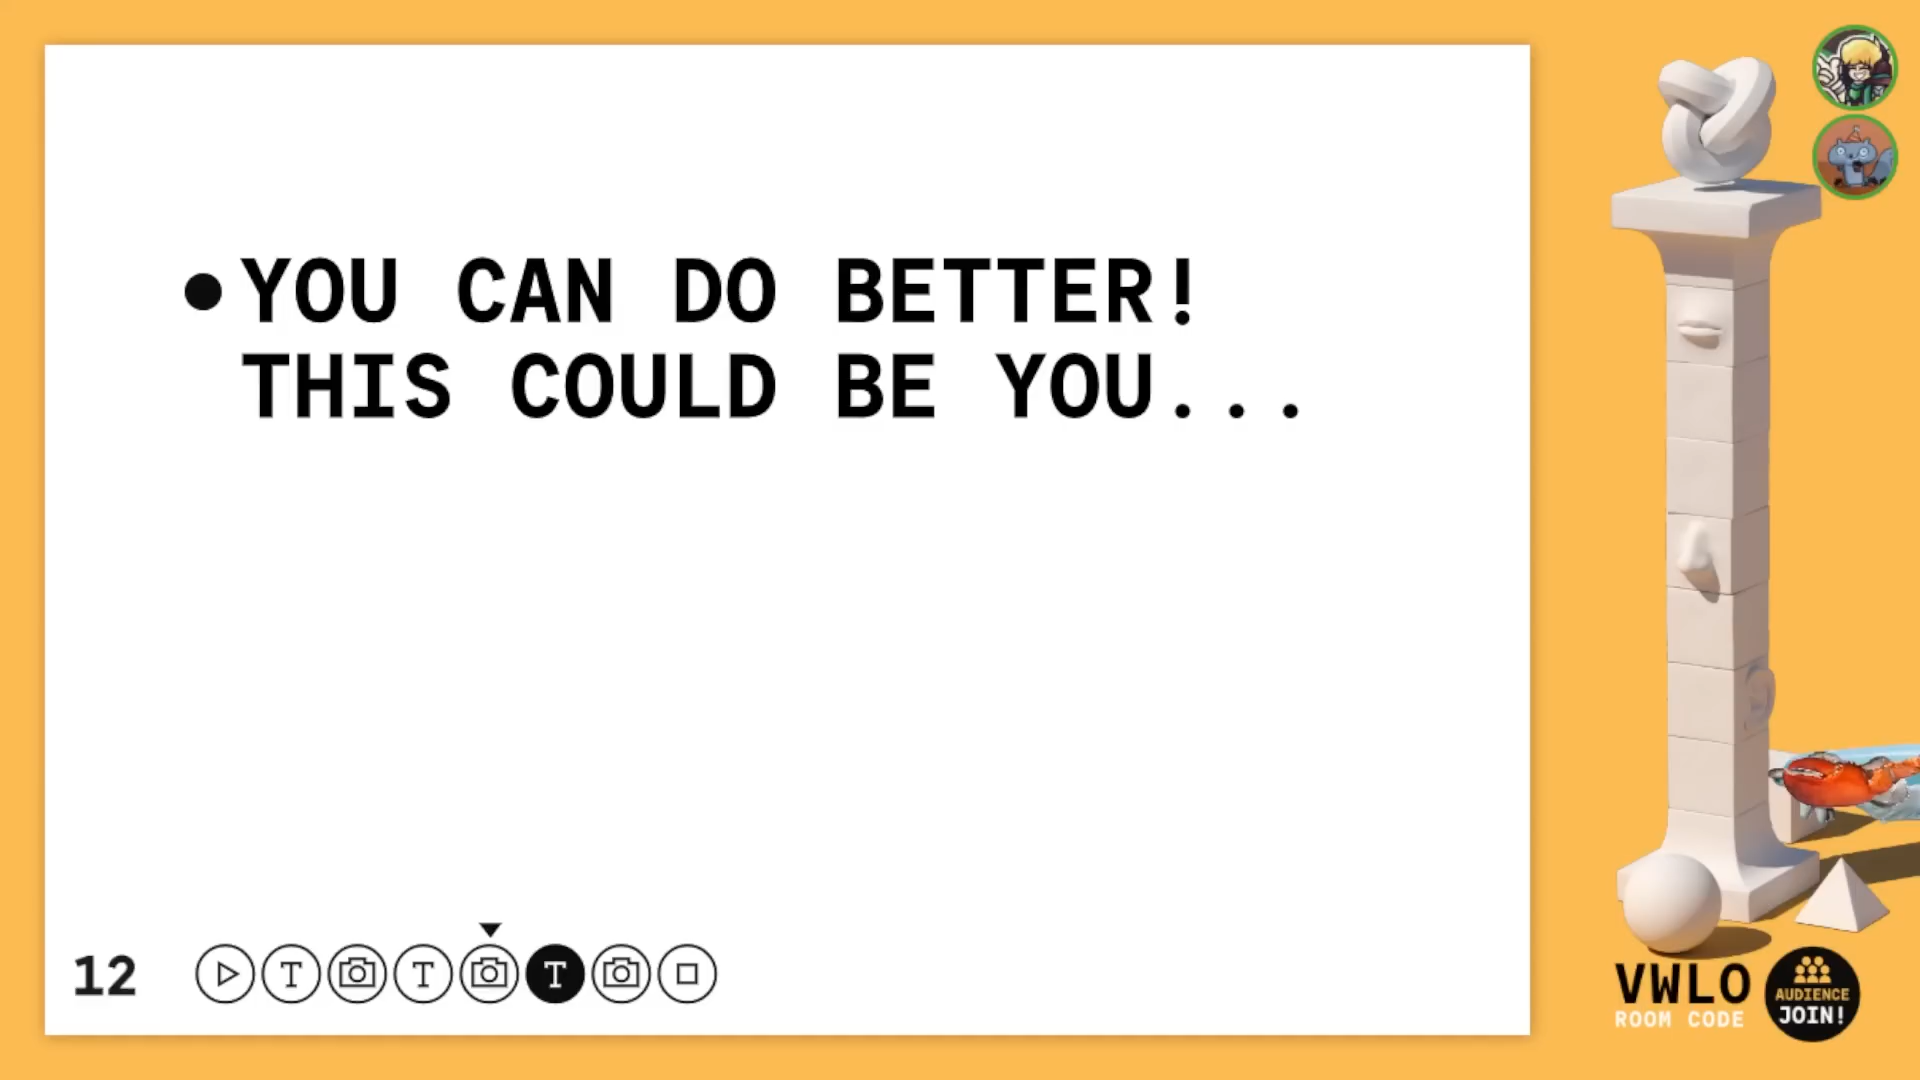 YOU CAN DO BETTER!
THIS COULD BE YOU...
12
T
T
T
VWLO
ROOM CODE
AUDIENCE
JOIN!